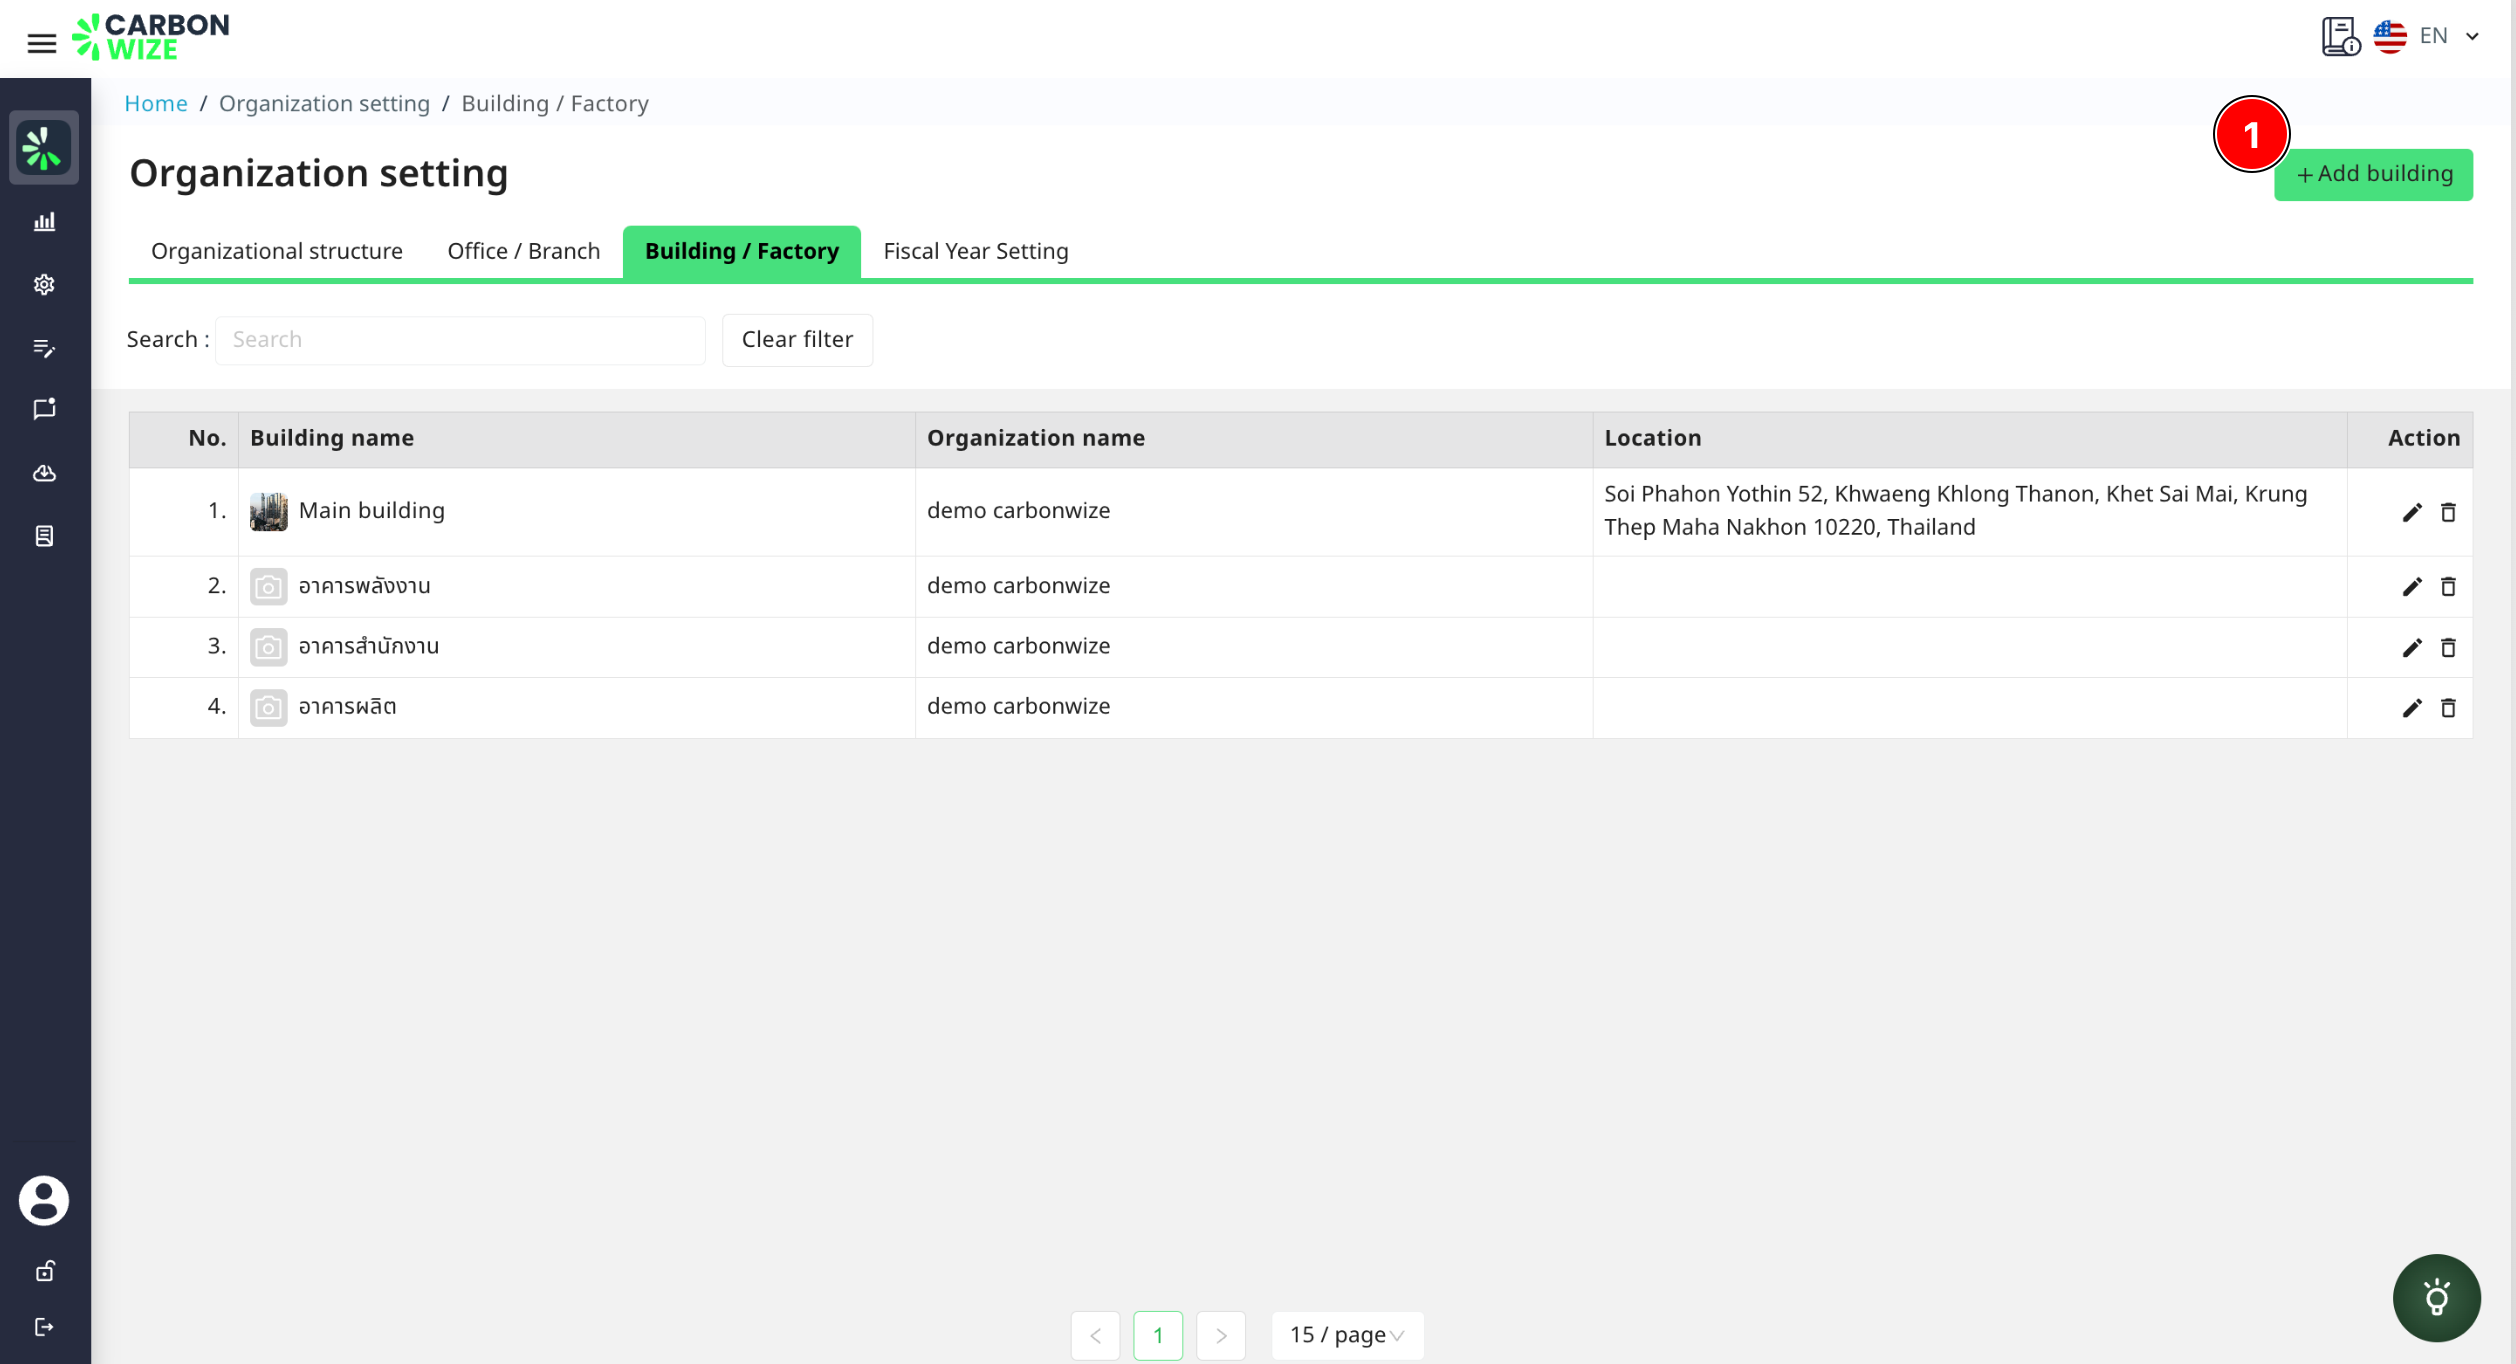 CARBON
WIZE
EN
Home / Organization setting / Building / Factory
1
Organization setting
+ Add building
Organizational structure Office / Branch Building / Factory Fiscal Year Setting
Search : Search Clear filter
No. Building name Organization name Location Action
1. Main building demo carbonwize Soi Phahon Yothin 52, Khwaeng Khlong Thanon, Khet Sai Mai, Krung
Thep Maha Nakhon 10220, Thailand
2. อาคารพลังงาน demo carbonwize
3. อาคารสำนักงาน demo carbonwize
4. อาคารผลิต demo carbonwize
< 1 > 15 / page